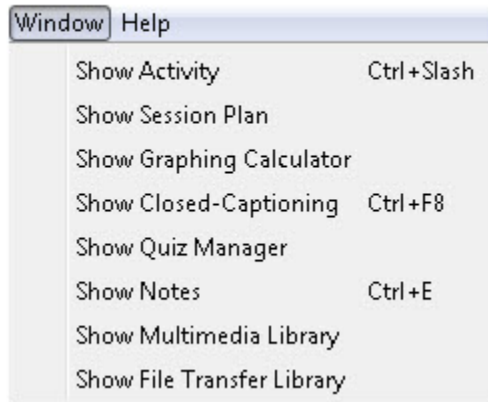 Window Help
Show Activity Ctrl+Slash
Show Session Plan
Show Graphing Calculator
Show Closed-Captioning Ctrl+F8
Show Quiz Manager
Show Notes Ctrl+E
Show Multimedia Library
Show File Transfer Library